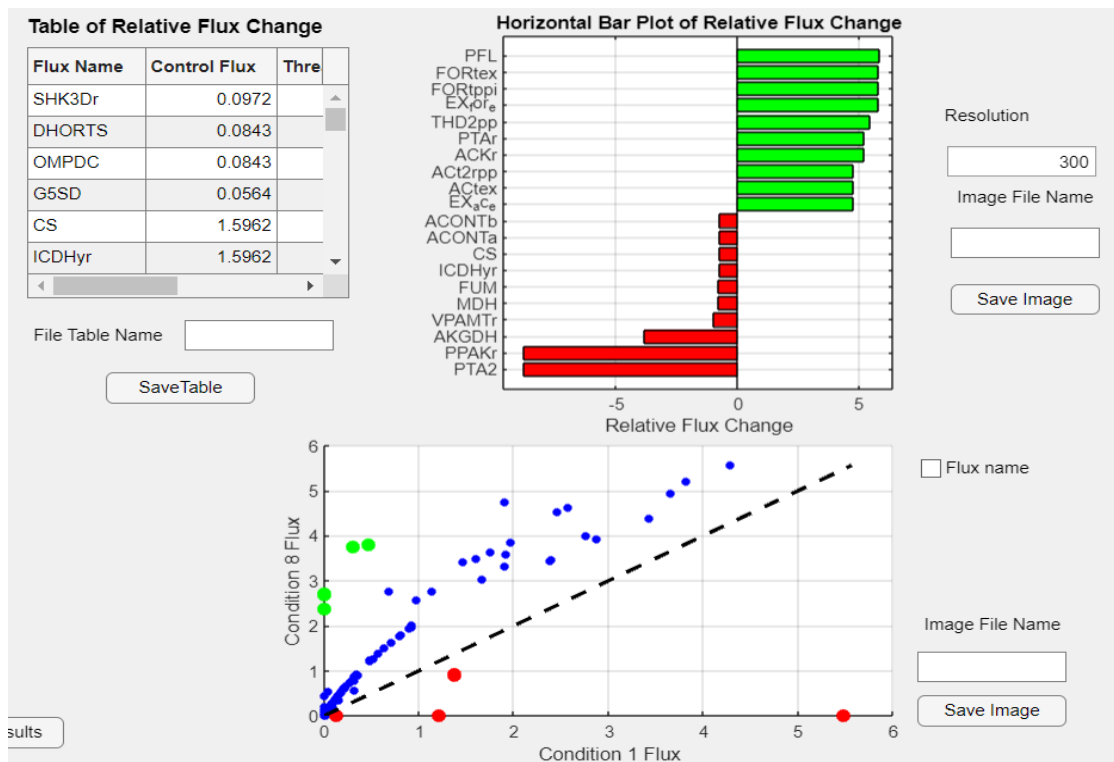 Table of Relative Flux Change
Flux Name Control Flux Thre
SHK3Dr 0.0972
DHORTS 0.0843
OMPDC 0.0843
G5SD 0.0564
CS 1.5962
ICDHyr 1.5962
File Table Name
SaveTable
Horizontal Bar Plot of Relative Flux Change
PFL
FORtex
FORtppi
EXfore
THD2pp
PTAr
ACKr
ACt2rpp
ACtex
EXace
ACONTb
ACONTa
CS
ICDHyr
FUM
MDH
VPAMTr
AKGDH
PPAKr
PTA2
-5 0 5
Relative Flux Change
Resolution
300
Image File Name
Save Image
6
5
4
3
2
1
0
Condition 8 Flux
0 1 2 3 4 5 6
Condition 1 Flux
Flux name
Image File Name
Save Image
sults